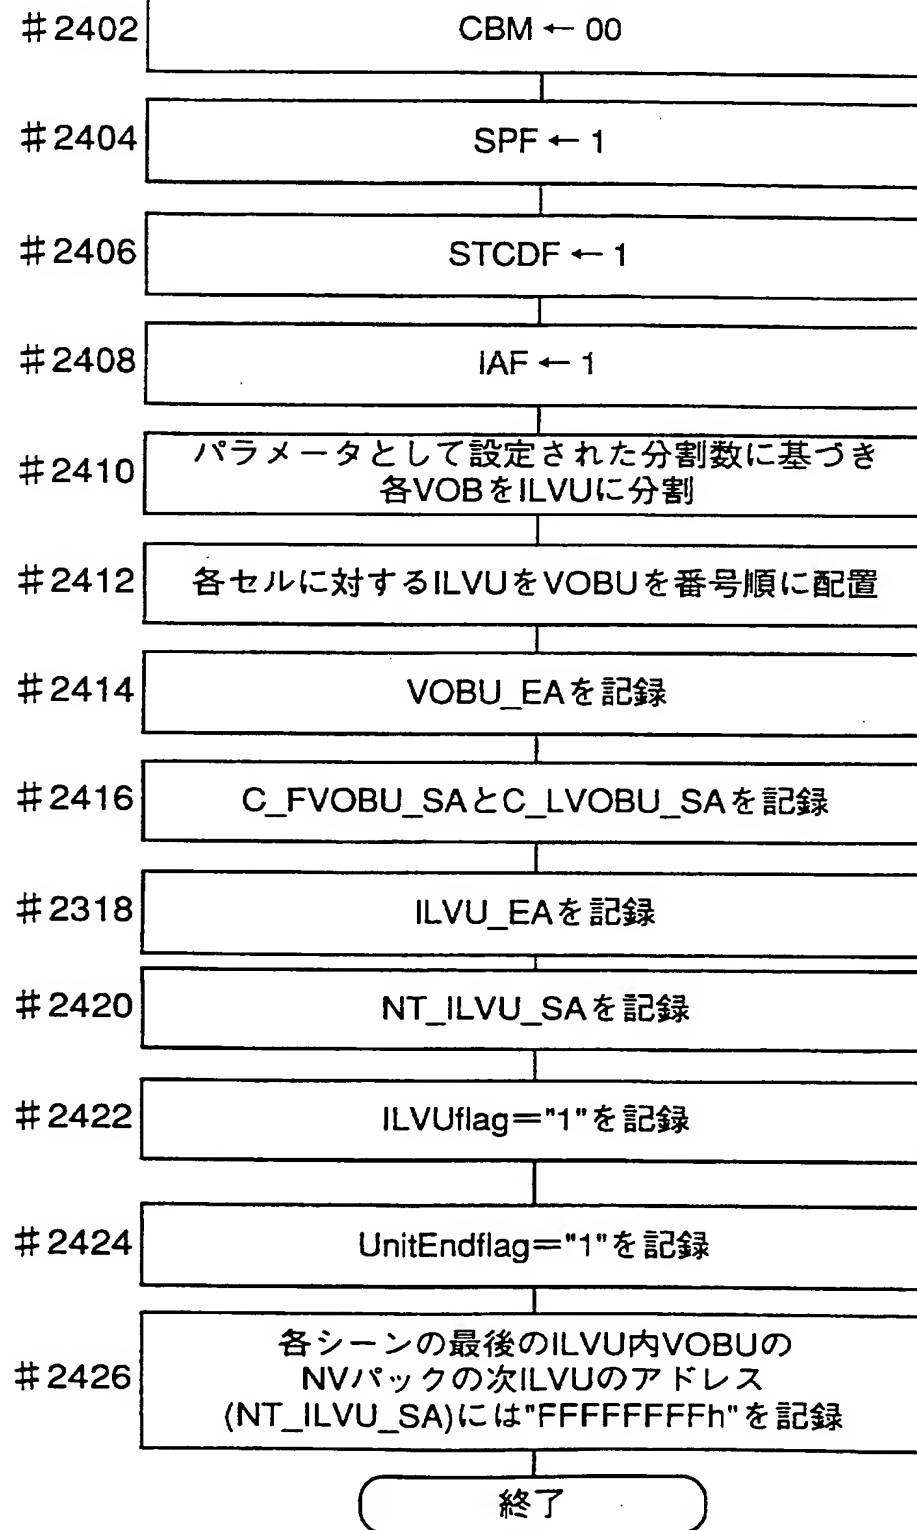 #2402 CBM ← 00
#2404 SPF ← 1
#2406 STCDF ← 1
#2408 IAF ← 1
#2410 パラメータとして設定された分割数に基づき
各VOBをILVUに分割
#2412 各セルに対するILVUをVOBUを番号順に配置
#2414 VOBU_EAを記録
#2416 C_FVOBU_SAとC_LVOBU_SAを記録
#2318 ILVU_EAを記録
#2420 NT_ILVU_SAを記録
#2422 ILVUflag="1"を記録
#2424 UnitEndflag="1"を記録
#2426 各シーンの最後のILVU内VOBUの
NVパックの次ILVUのアドレス
(NT_ILVU_SA)には"FFFFFFFFh"を記録
終了